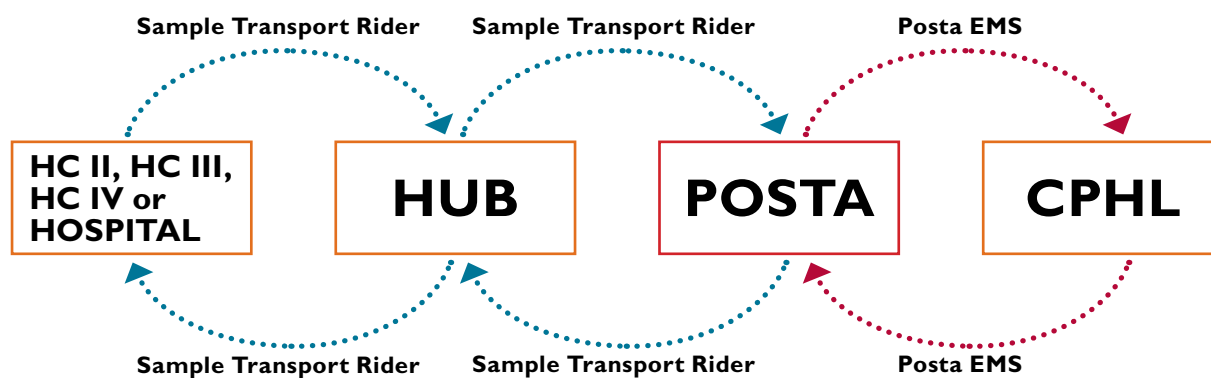 Sample Transport Rider
Sample Transport Rider
Posta EMS
HC II, HC III,
HC IV or
HOSPITAL
HUB
POSTA
CPHL
Sample Transport Rider
Sample Transport Rider
Posta EMS